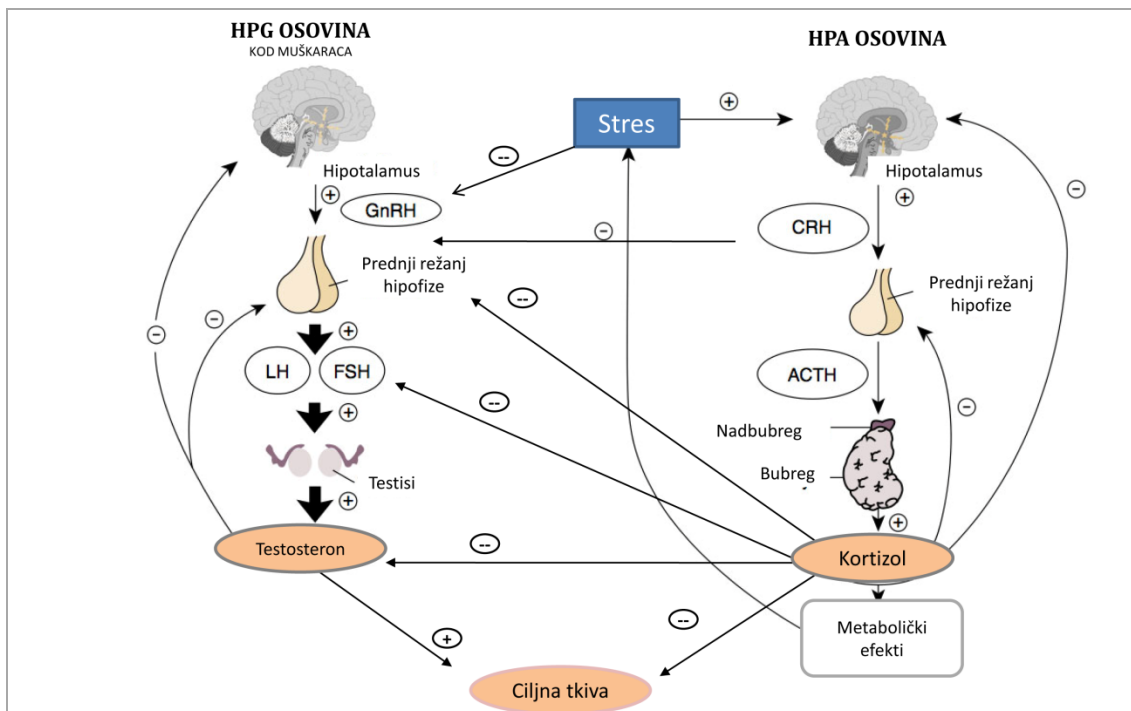 HPG OSOVINA
KOD MUŠKARACA
HPA OSOVINA
Stres
+
--
Hipotalamus
+
GnRH
Hipotalamus
+
CRH
−
−
Prednji režanj
hipofize
Prednji režanj
hipofize
--
−
−
+
LH
FSH
ACTH
+
--
−
Nadbubreg
Bubreg
Testisi
+
+
Testosteron
--
Kortizol
+
--
Metabolički
efekti
Ciljna tkiva